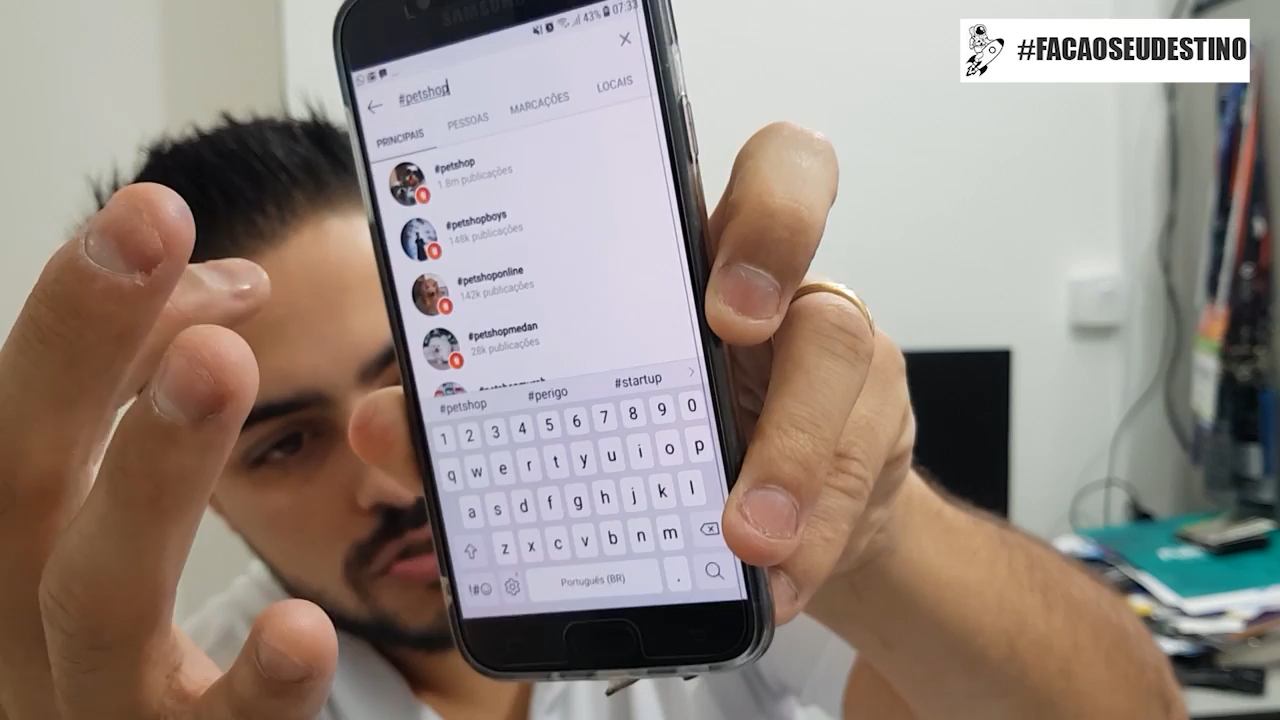 #FACAOSEUDESTINO
SAMSUNG
43% 07:33
#petshop
PRINCIPAIS PESSOAS MARCAÇÕES LOCAIS
#petshop
1.8m publicações
#petshopboys
148k publicações
#petshoponline
142k publicações
#petshopmedan
28k publicações
#petshop #perigo #startup
1 2 3 4 5 6 7 8 9 0
q w e r t y u i o p
a s d f g h j k l
z x c v b n m
!#☺ Português (BR) .